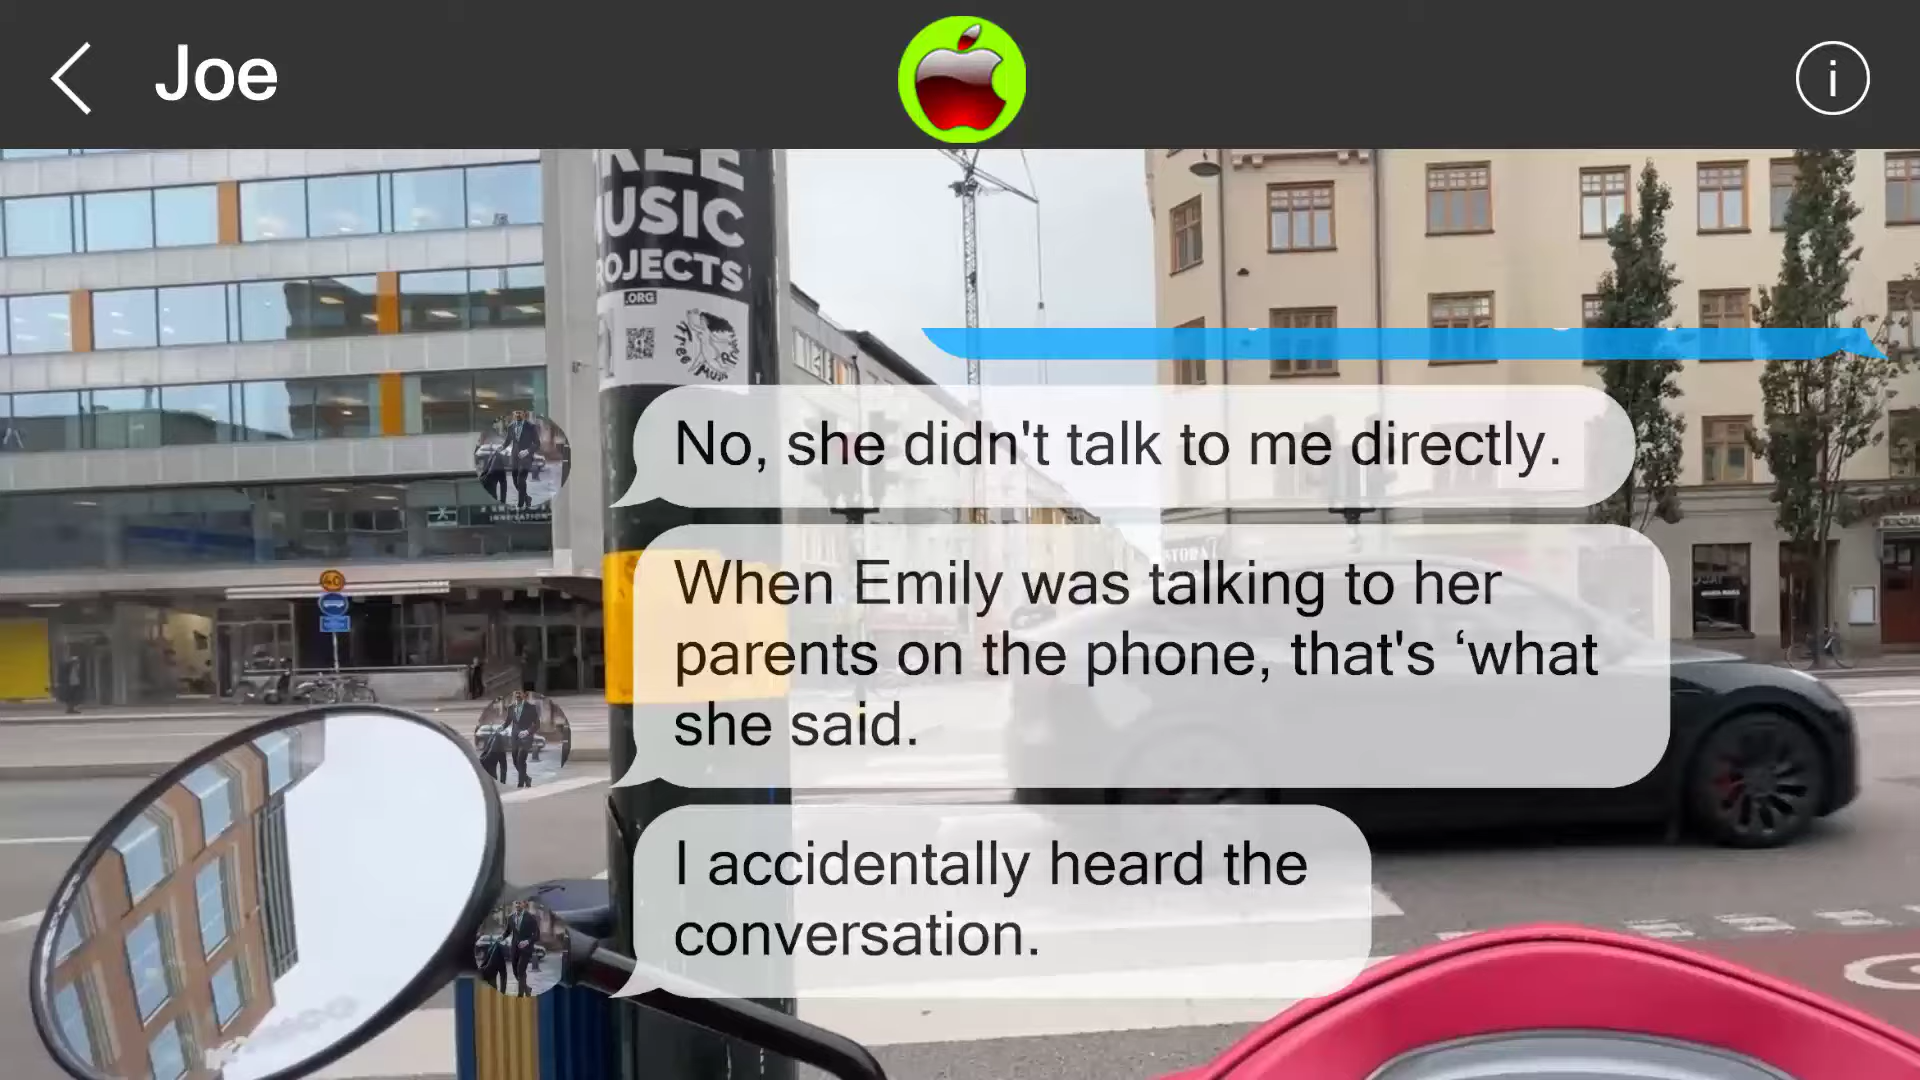 Joe
i
USIC
.ORG
40
No, she didn't talk to me directly.
When Emily was talking to her
parents on the phone, that's ‘what
she said.
I accidentally heard the
conversation.